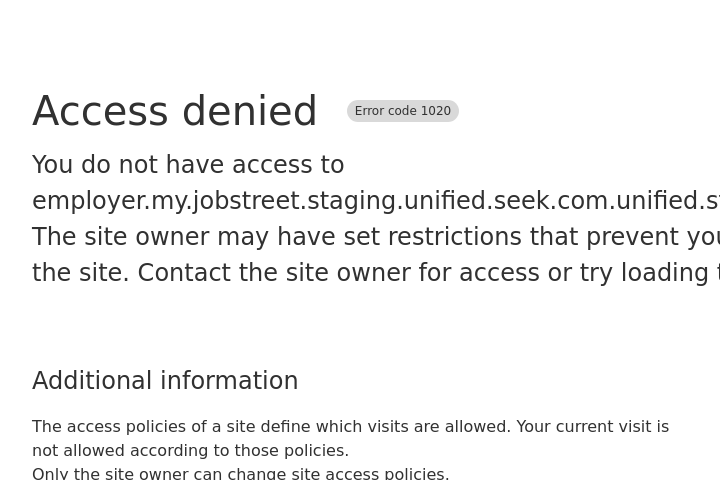 Access denied Error code 1020
You do not have access to
employer.my.jobstreet.staging.unified.seek.com.unified.s
The site owner may have set restrictions that prevent you
the site. Contact the site owner for access or try loading
Additional information
The access policies of a site define which visits are allowed. Your current visit is
not allowed according to those policies.
Only the site owner can change site access policies.